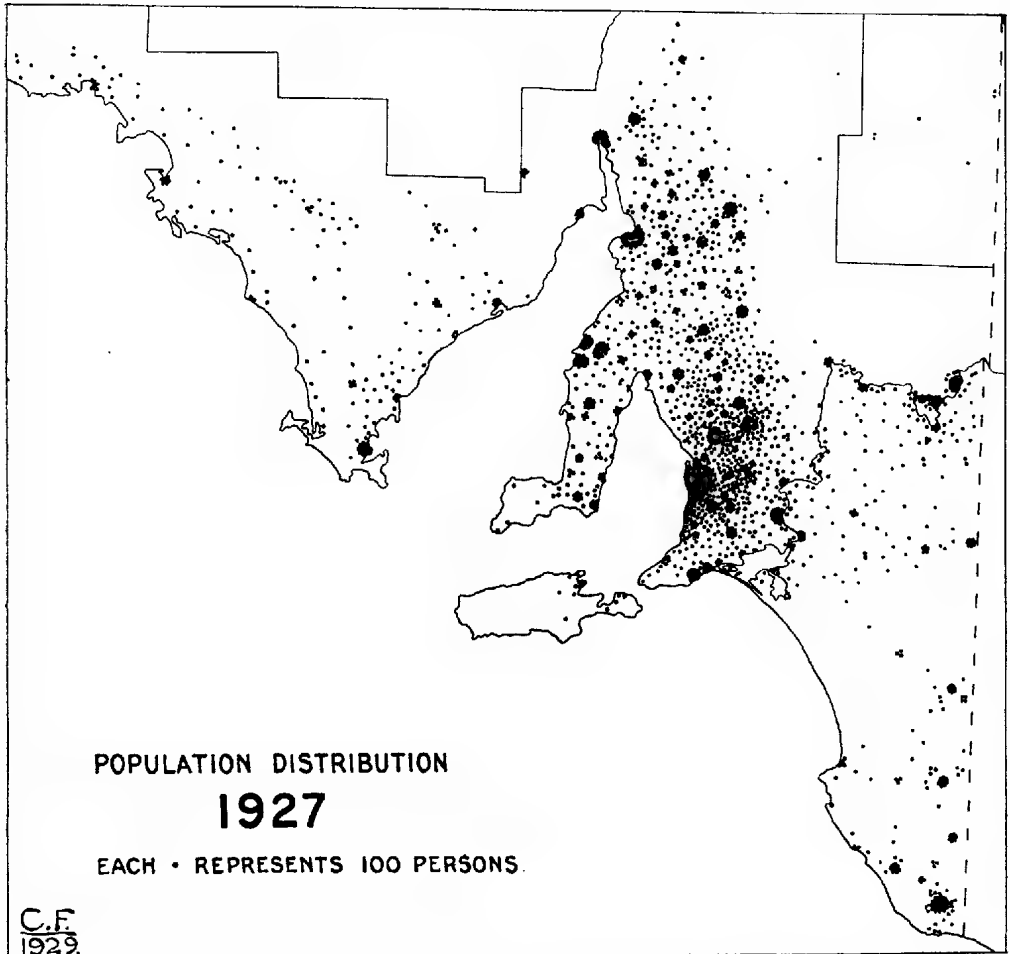 POPULATION DISTRIBUTION
1927
EACH • REPRESENTS 100 PERSONS.
C.F.
1929.